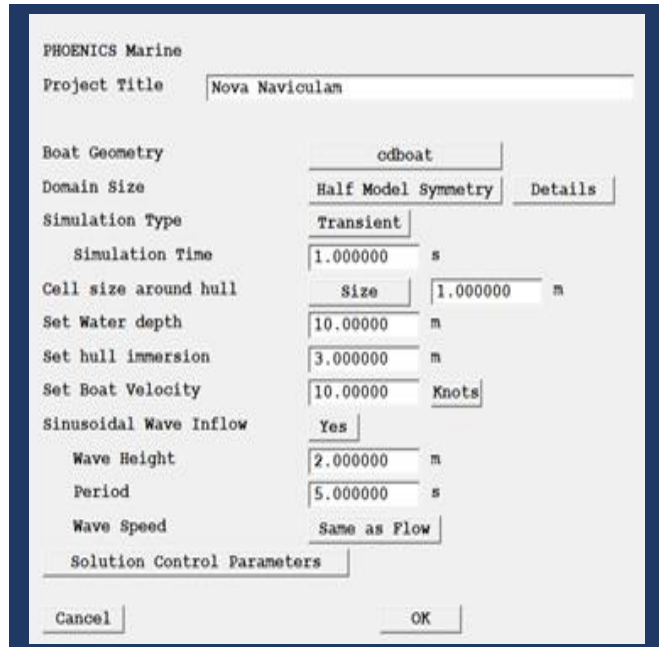 PHOENICS Marine
Project Title Nova Naviculam
Boat Geometry cdboat
Domain Size Half Model Symmetry Details
Simulation Type Transient
Simulation Time 1.000000 s
Cell size around hull Size 1.000000 m
Set Water depth 10.00000 m
Set hull immersion 3.000000 m
Set Boat Velocity 10.00000 Knots
Sinusoidal Wave Inflow Yes
Wave Height 2.000000 m
Period 5.000000 s
Wave Speed Same as Flow
Solution Control Parameters
Cancel OK